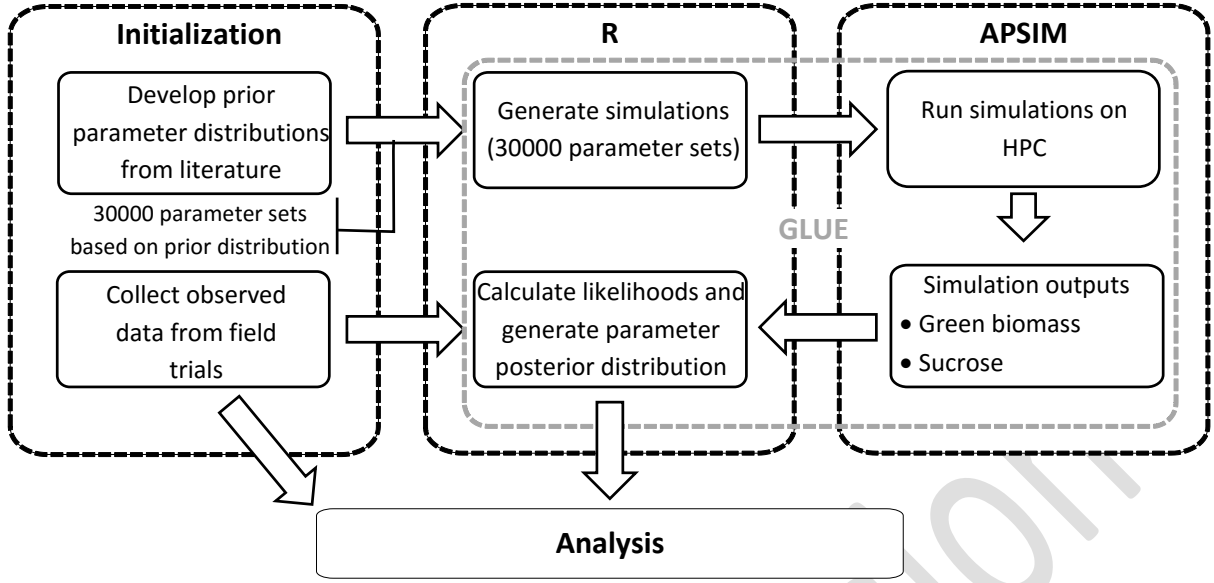 Initialization
Develop prior
parameter distributions
from literature
30000 parameter sets
based on prior distribution
Collect observed
data from field
trials
R
Generate simulations
(30000 parameter sets)
GLUE
Calculate likelihoods and
generate parameter
posterior distribution
APSIM
Run simulations on
HPC
Simulation outputs
• Green biomass
• Sucrose
Analysis